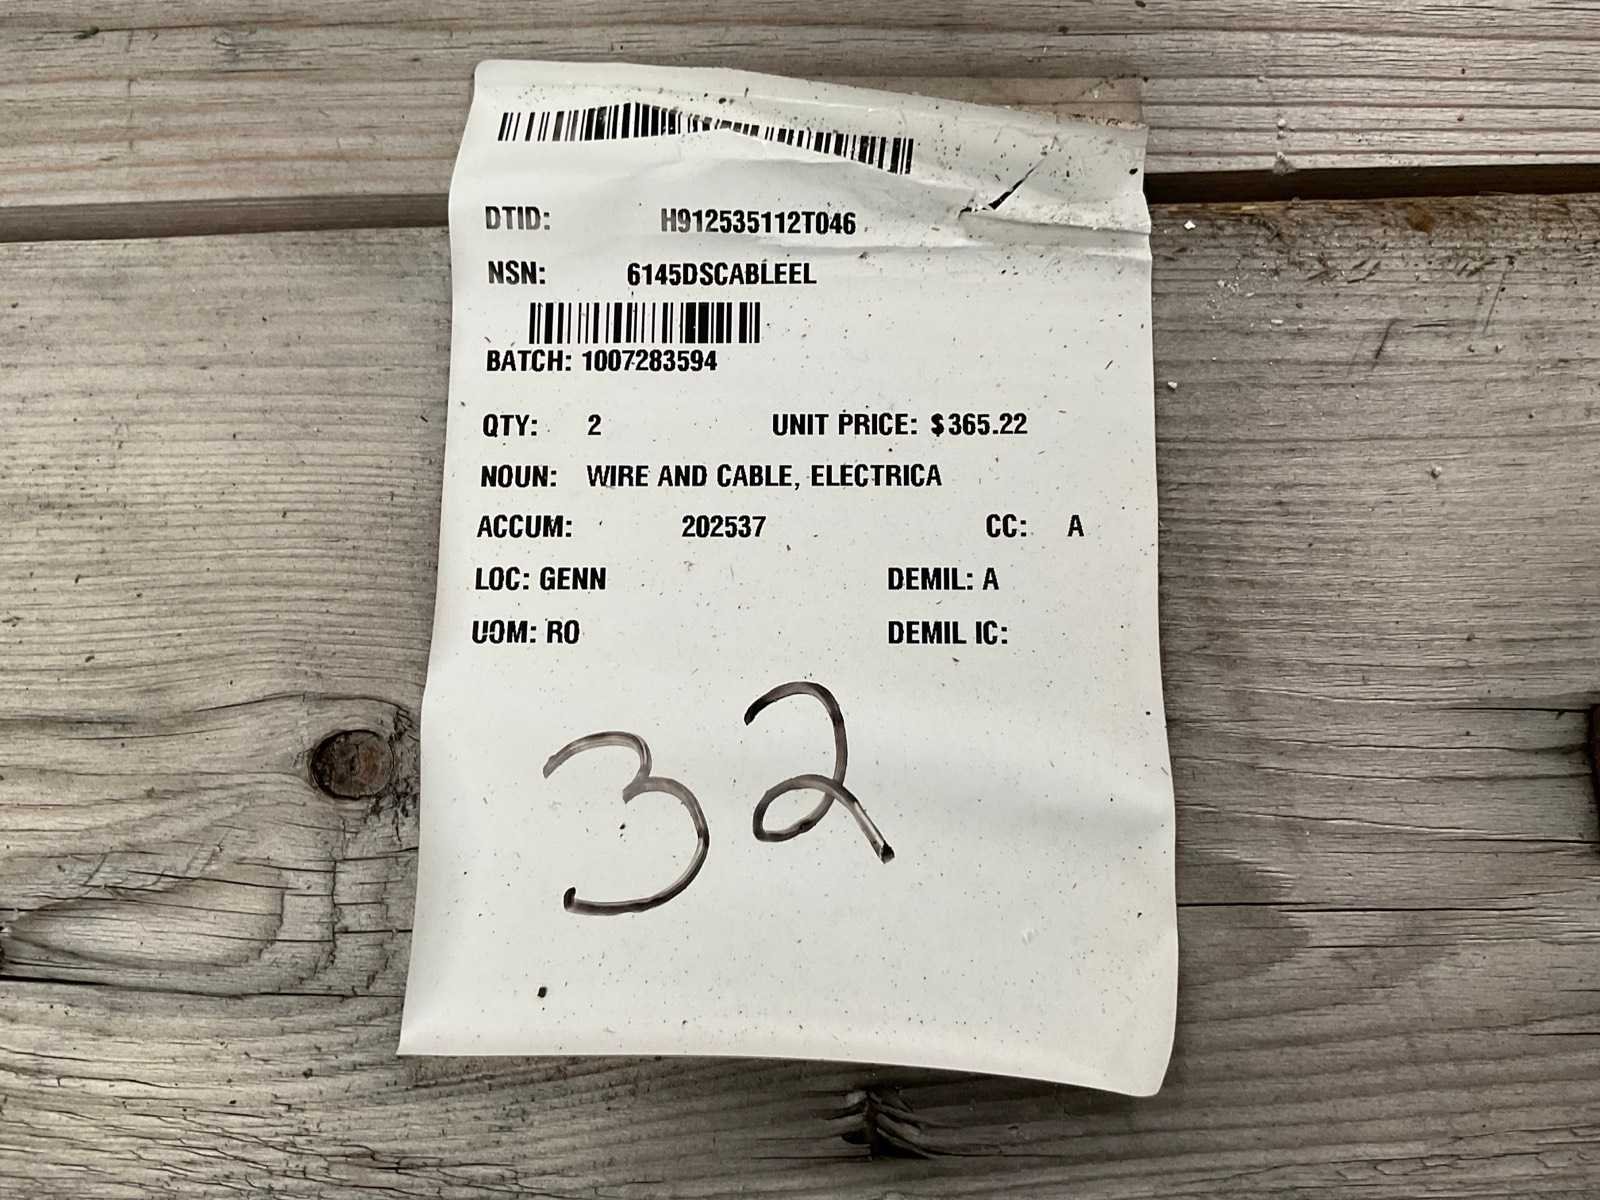 DTID: H912535112T046
NSN: 6145DSCABLEEL
BATCH: 1007283594
QTY: 2 UNIT PRICE: $365.22
NOUN: WIRE AND CABLE, ELECTRICA
ACCUM: 202537 CC: A
LOC: GENN DEMIL: A
UOM: RO DEMIL IC:
32